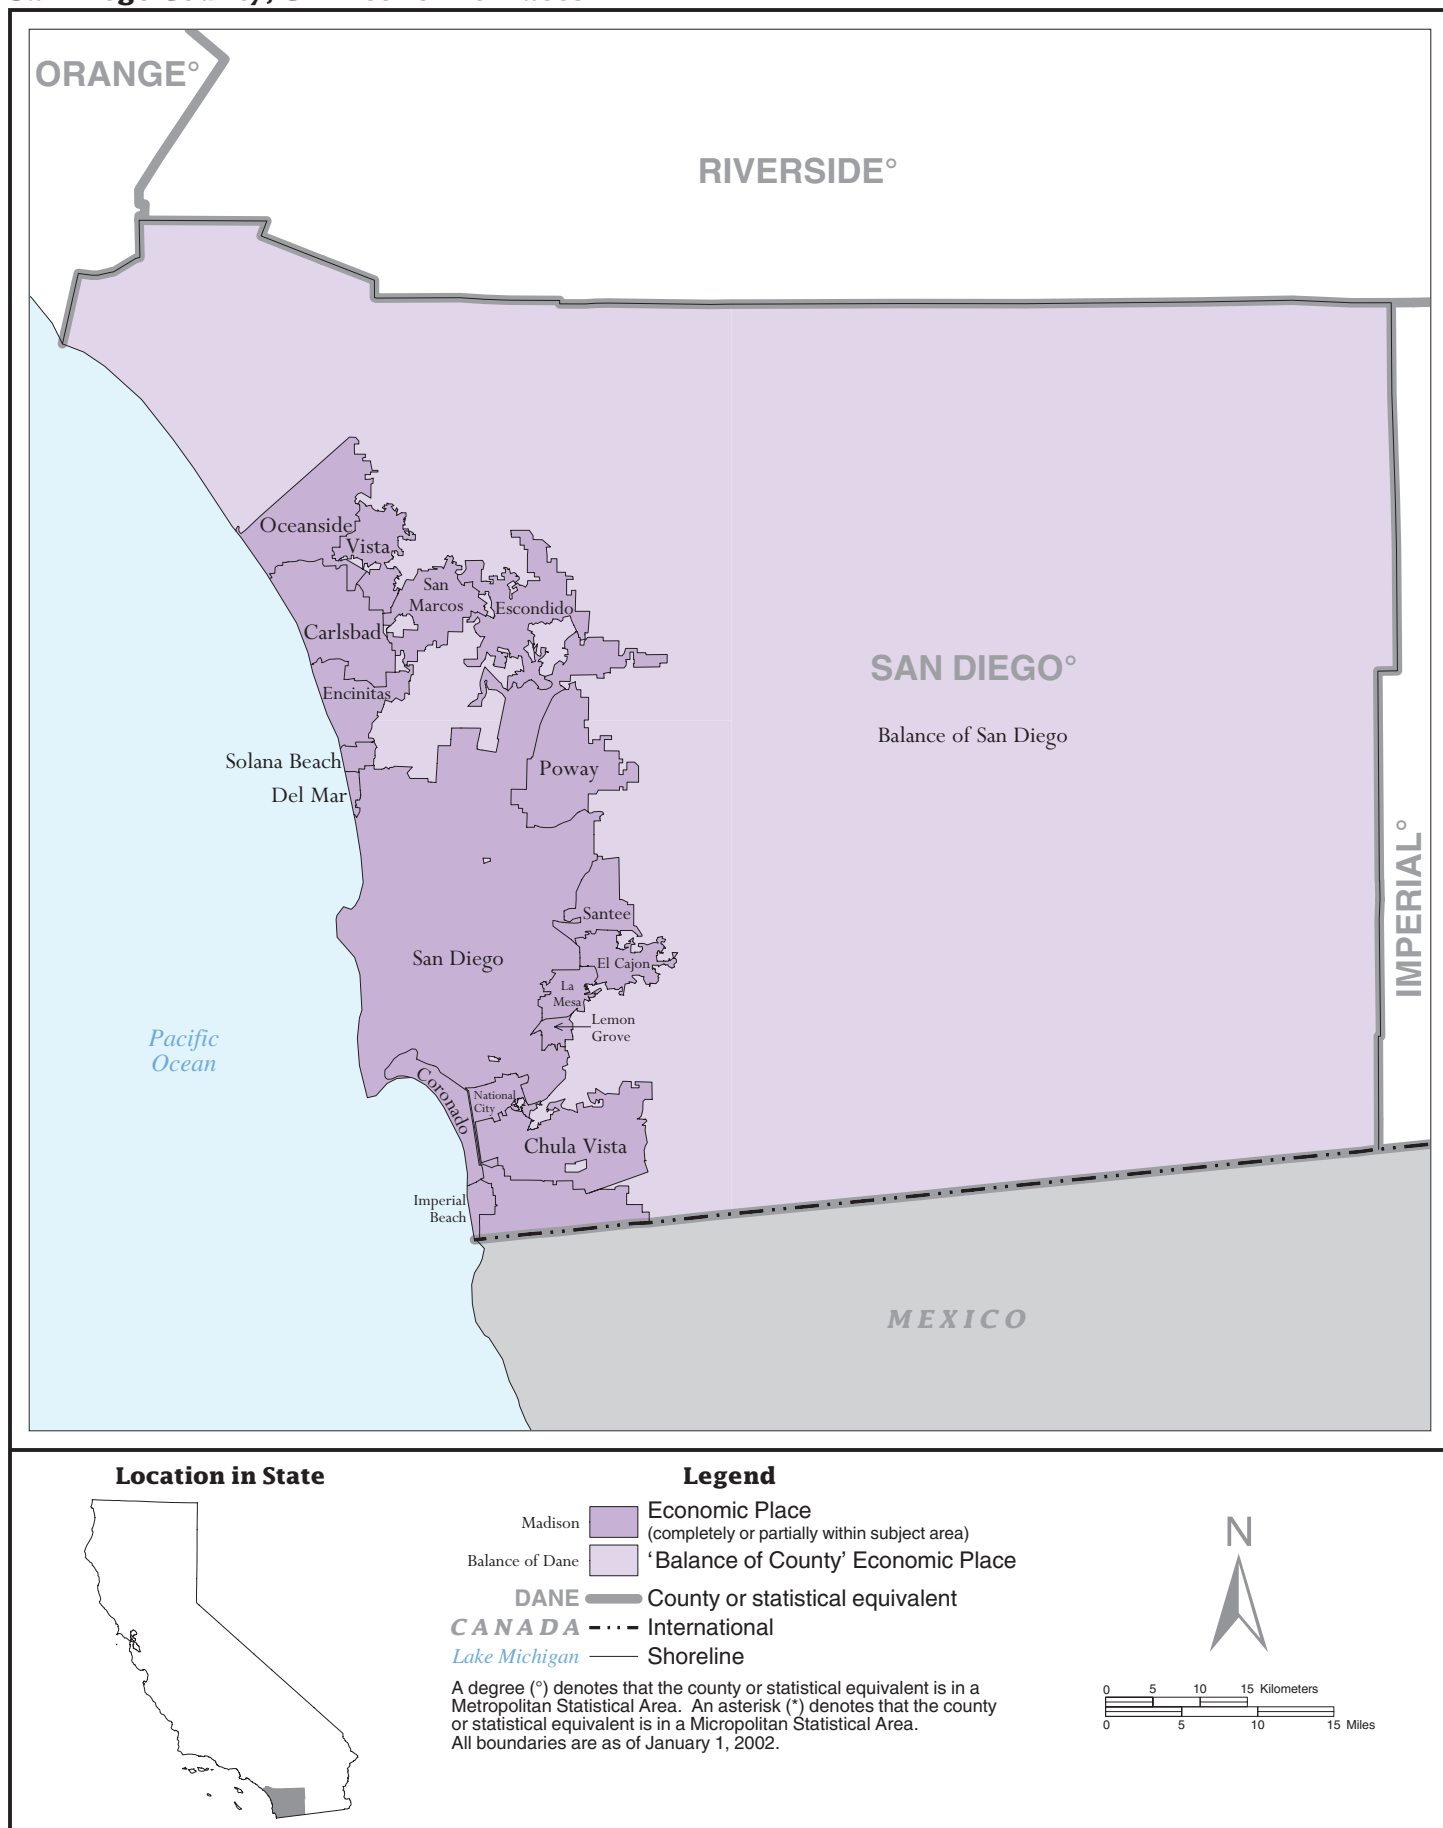 ORANGE°
RIVERSIDE°
Oceanside
Vista
San
Marcos
Escondido
Carlsbad
SAN DIEGO°
Encinitas
Balance of San Diego
Solana Beach
Poway
Del Mar
IMPERIAL°
Santee
San Diego
El Cajon
La
Mesa
Lemon
Grove
Pacific
Ocean
Coronado
National
City
Chula Vista
Imperial
Beach
MEXICO
Location in State
Legend
Madison
Economic Place
(completely or partially within subject area)
Balance of Dane
‘Balance of County’ Economic Place
DANE
County or statistical equivalent
CANADA
International
Lake Michigan
Shoreline
A degree (°) denotes that the county or statistical equivalent is in a
Metropolitan Statistical Area. An asterisk (*) denotes that the county
or statistical equivalent is in a Micropolitan Statistical Area.
All boundaries are as of January 1, 2002.
N
0 5 10 15 Kilometers
0 5 10 15 Miles